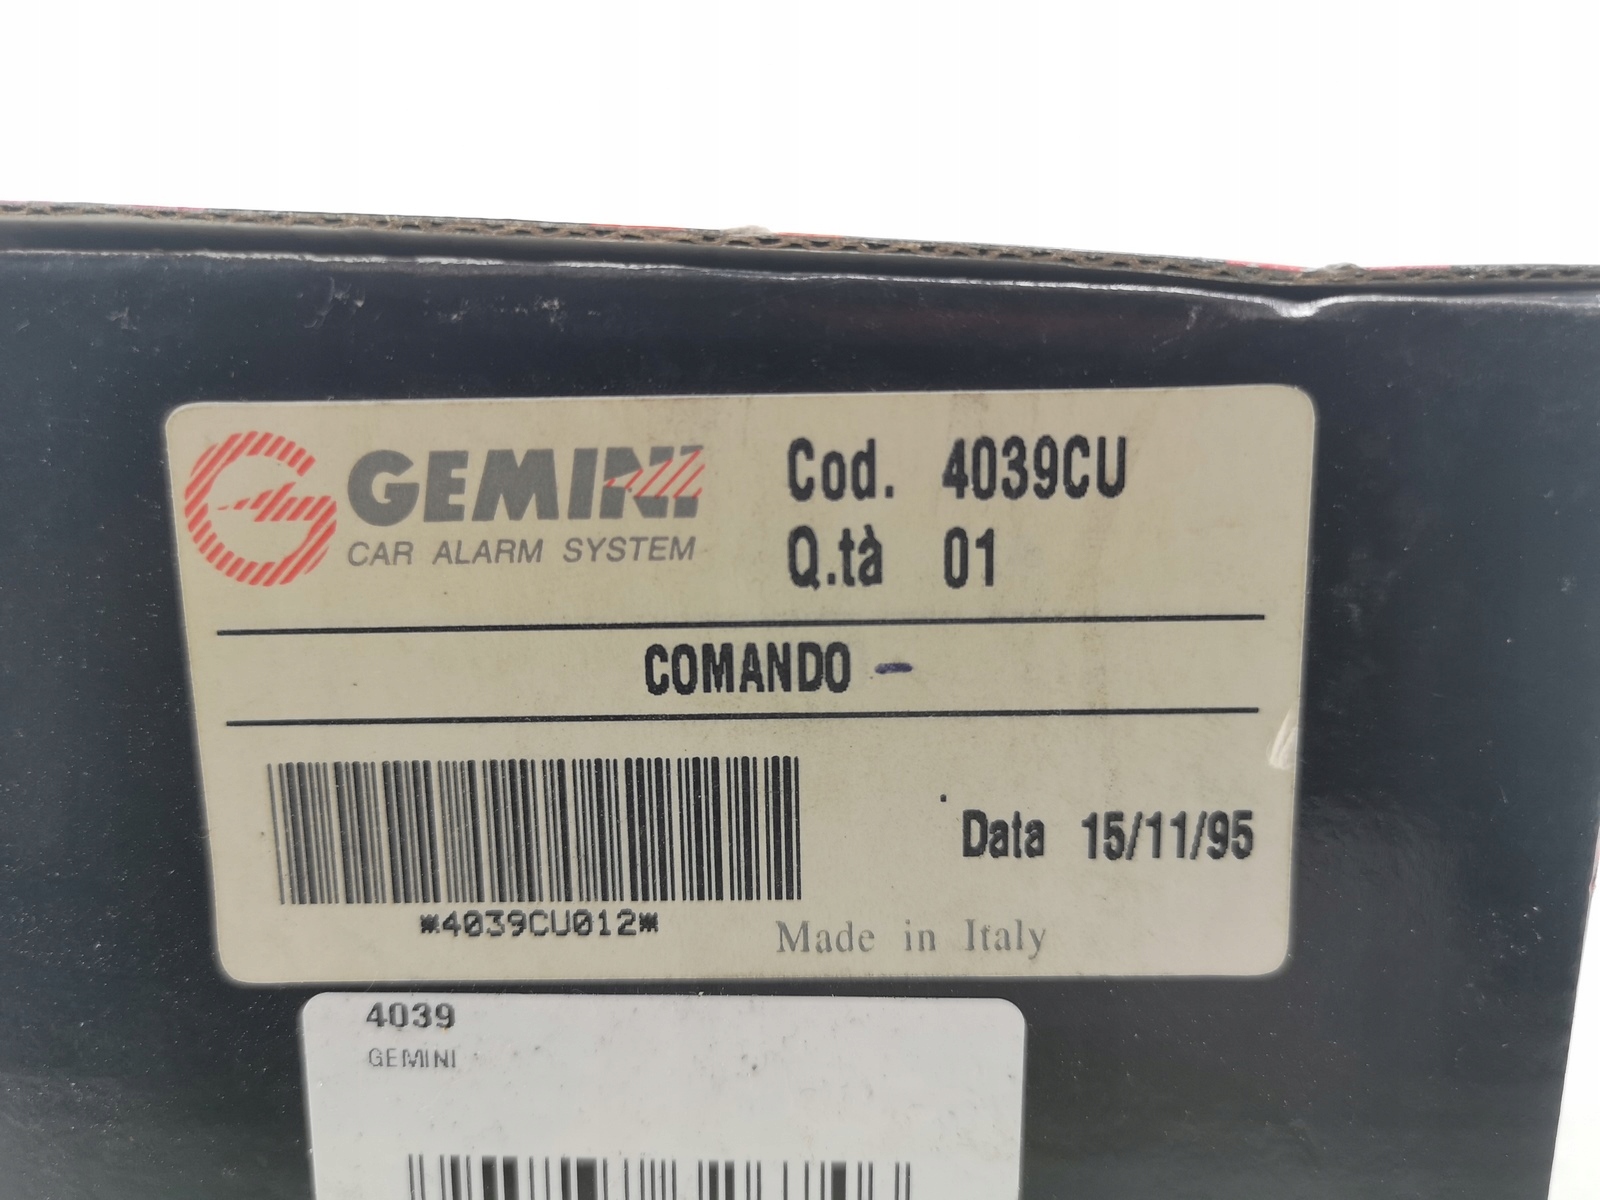 GEMINI
CAR ALARM SYSTEM
Cod. 4039CU
Q.tà 01
COMANDO -
*4039CU012*
Data 15/11/95
Made in Italy
4039
GEMINI